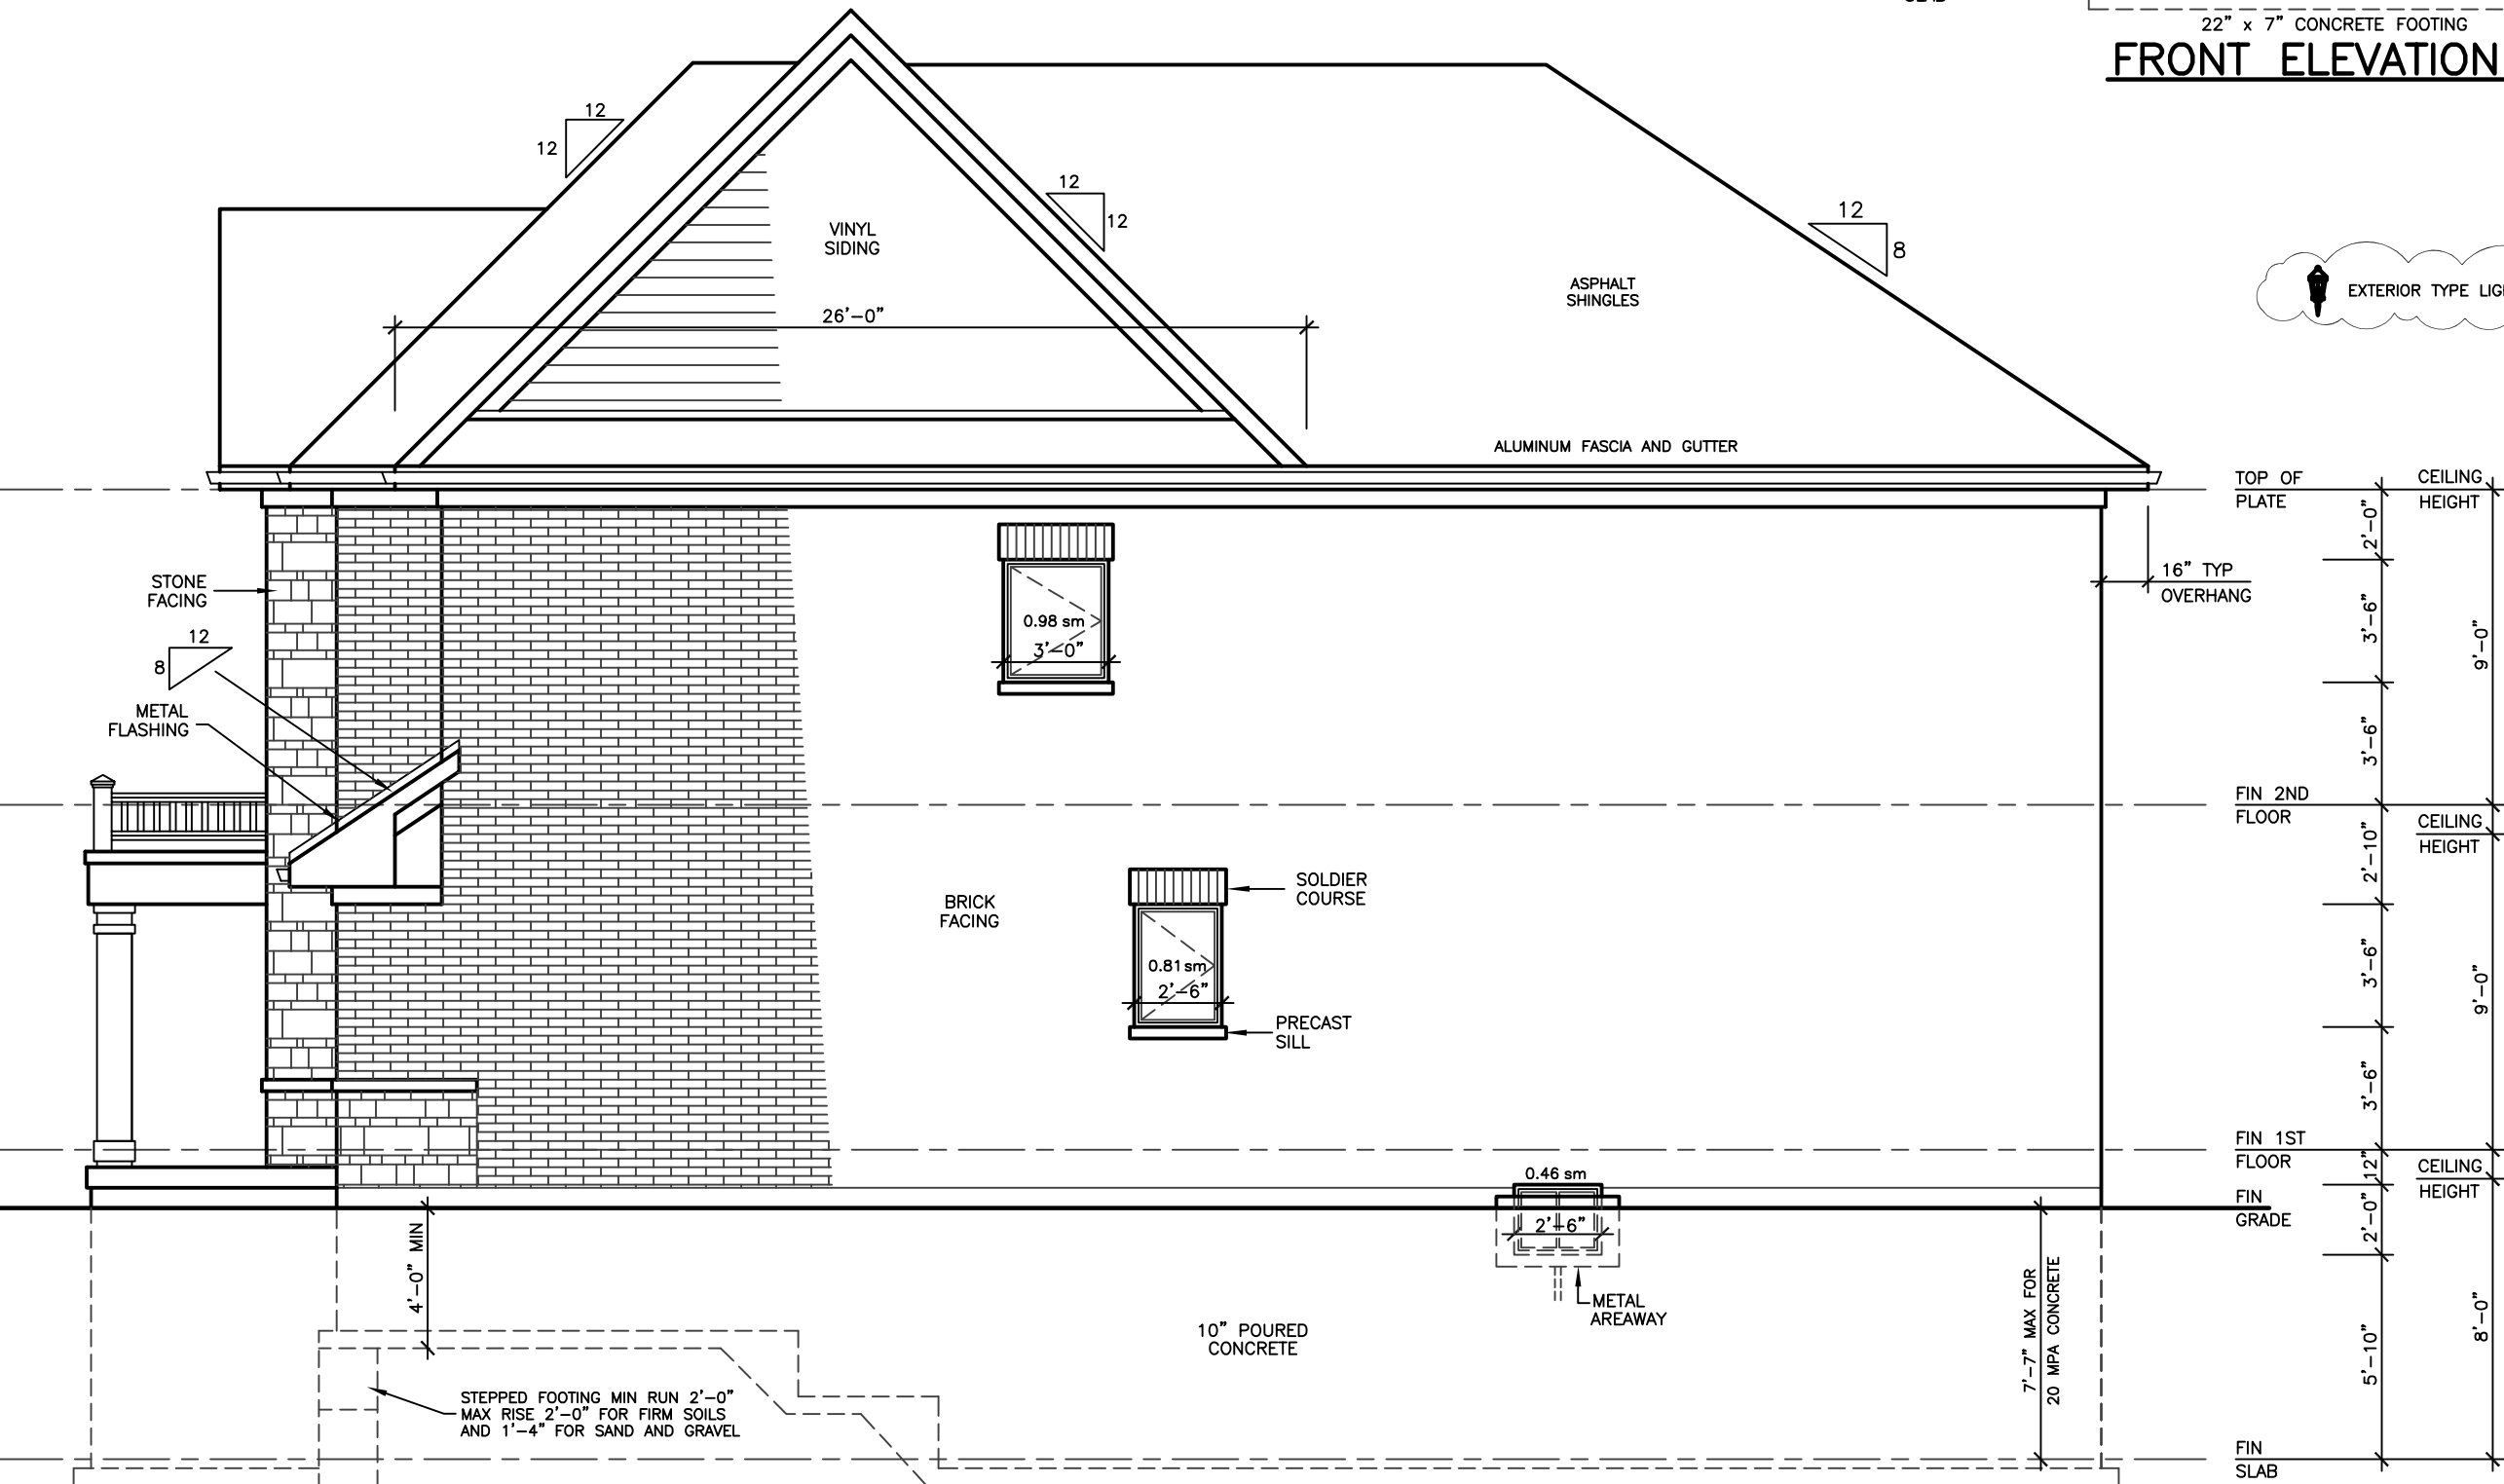 22” x 7” CONCRETE FOOTING
FRONT ELEVATION
12
12
12
12
VINYL
SIDING
12
8
ASPHALT
SHINGLES
EXTERIOR TYPE
26'-0”
ALUMINUM FASCIA AND GUTTER
TOP OF
PLATE
CEILING
HEIGHT
2'-0”
STONE
FACING
16” TYP
OVERHANG
0.98 sm
3'-0”
3'-6”
9'-0”
12
8
METAL
FLASHING
3'-6”
FIN 2ND
FLOOR
CEILING
HEIGHT
2'-10”
SOLDIER
COURSE
BRICK
FACING
0.81 sm
2'-6”
3'-6”
9'-0”
PRECAST
SILL
3'-6”
FIN 1ST
FLOOR
12”
CEILING
HEIGHT
0.46 sm
FIN
GRADE
2'-6”
2'-0”
4'-0” MIN
METAL
AREAWAY
10” POURED
CONCRETE
7'-7” MAX FOR
20 MPA CONCRETE
5'-10”
8'-0”
STEPPED FOOTING MIN RUN 2'-0”
MAX RISE 2'-0” FOR FIRM SOILS
AND 1'-4” FOR SAND AND GRAVEL
FIN
SLAB